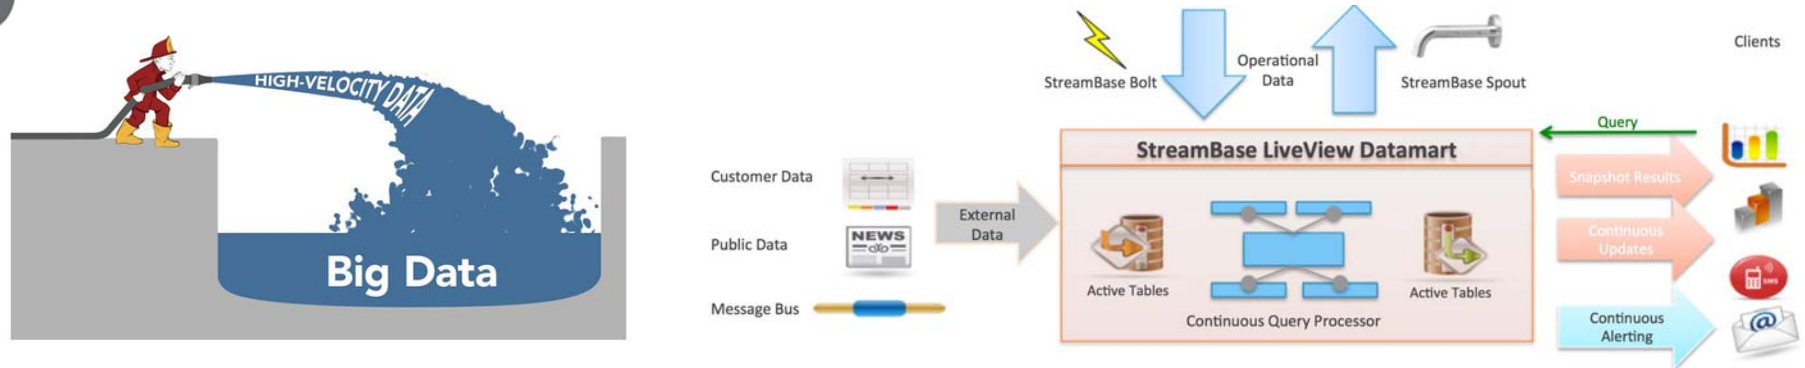 HIGH-VELOCITY DATA
Big Data
StreamBase Bolt
Operational
Data
StreamBase Spout
Clients
Customer Data
Public Data
NEWS
Message Bus
External
Data
StreamBase LiveView Datamart
Active Tables
Continuous Query Processor
Active Tables
Query
Snapshot Results
Continuous
Updates
SMS
@
Continuous
Alerting